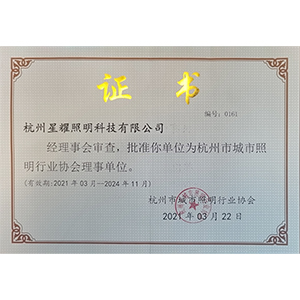 证书
编号：0161
杭州星耀照明科技有限公司
经理事会审查，批准你单位为杭州市城市照
明行业协会理事单位。
(有效期：2021年03月—2024年11月)
杭州市城市照明行业协会
2021年03月22日